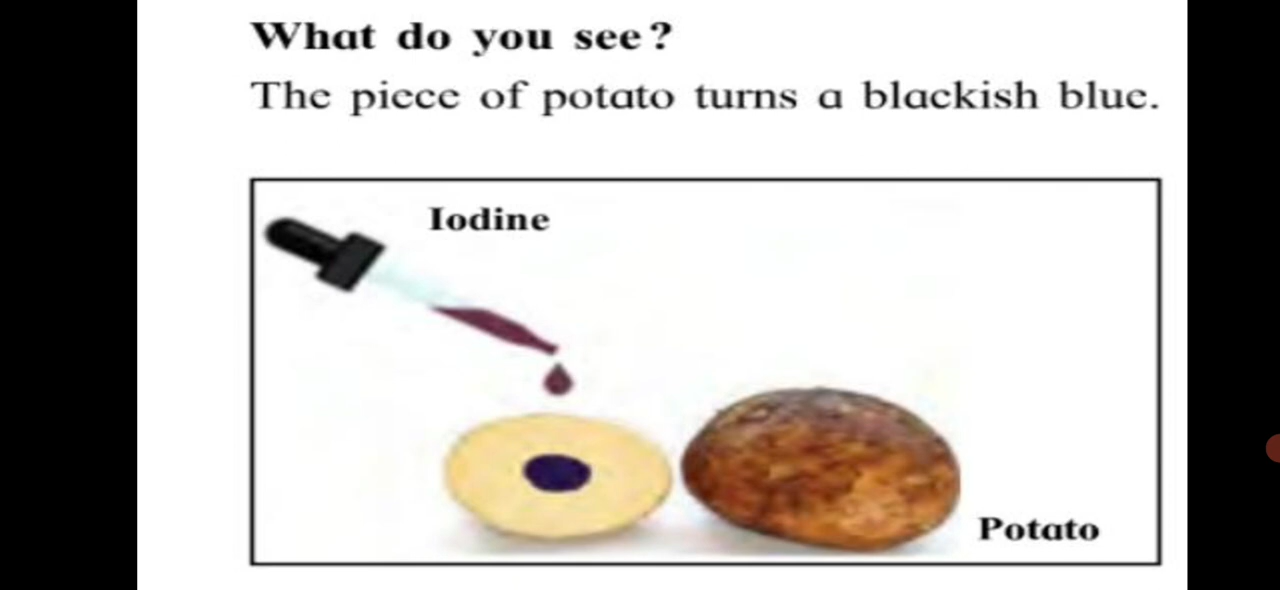 What do you see?
The piece of potato turns a blackish blue.
Iodine
Potato